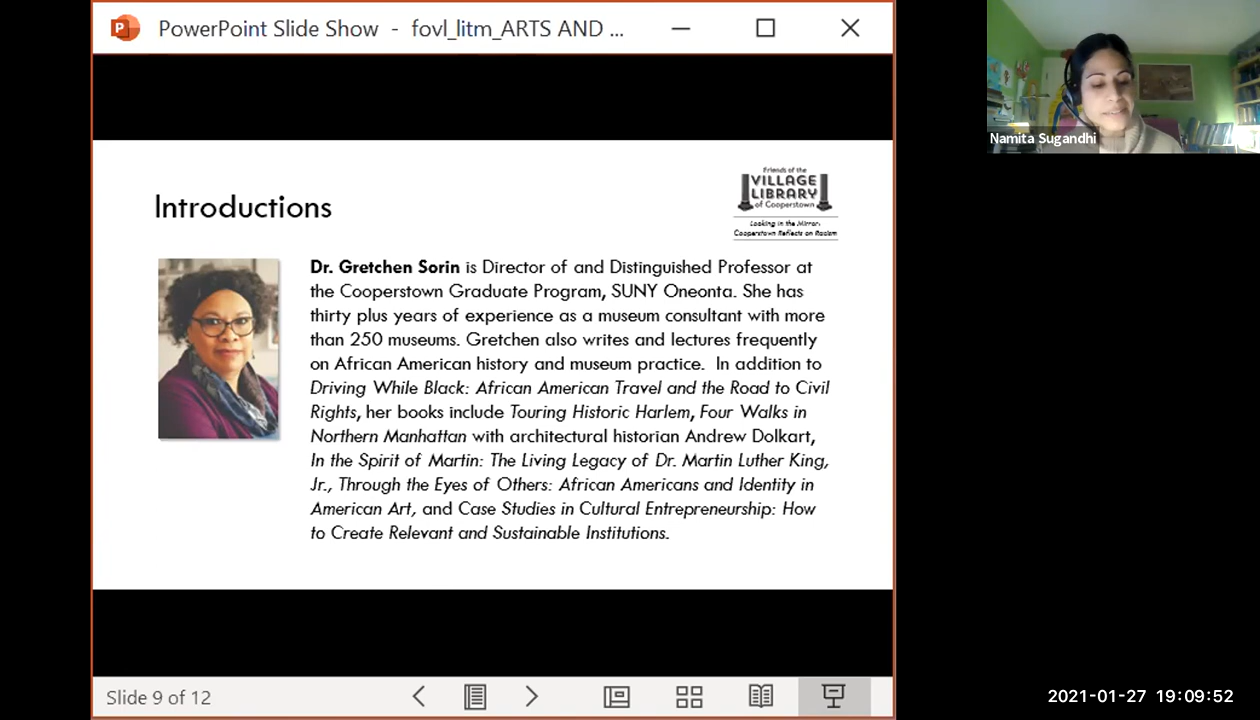 PowerPoint Slide Show - fovl_litm_ARTS AND ...
Namita Sugandhi
Friends of the
VILLAGE
LIBRARY
of Cooperstown
Looking in the Mirror:
Cooperstown Reflects on Racism
Introductions
Dr. Gretchen Sorin is Director of and Distinguished Professor at
the Cooperstown Graduate Program, SUNY Oneonta. She has
thirty plus years of experience as a museum consultant with more
than 250 museums. Gretchen also writes and lectures frequently
on African American history and museum practice. In addition to
Driving While Black: African American Travel and the Road to Civil
Rights, her books include Touring Historic Harlem, Four Walks in
Northern Manhattan with architectural historian Andrew Dolkart,
In the Spirit of Martin: The Living Legacy of Dr. Martin Luther King,
Jr., Through the Eyes of Others: African Americans and Identity in
American Art, and Case Studies in Cultural Entrepreneurship: How
to Create Relevant and Sustainable Institutions.
Slide 9 of 12
2021-01-27 19:09:52